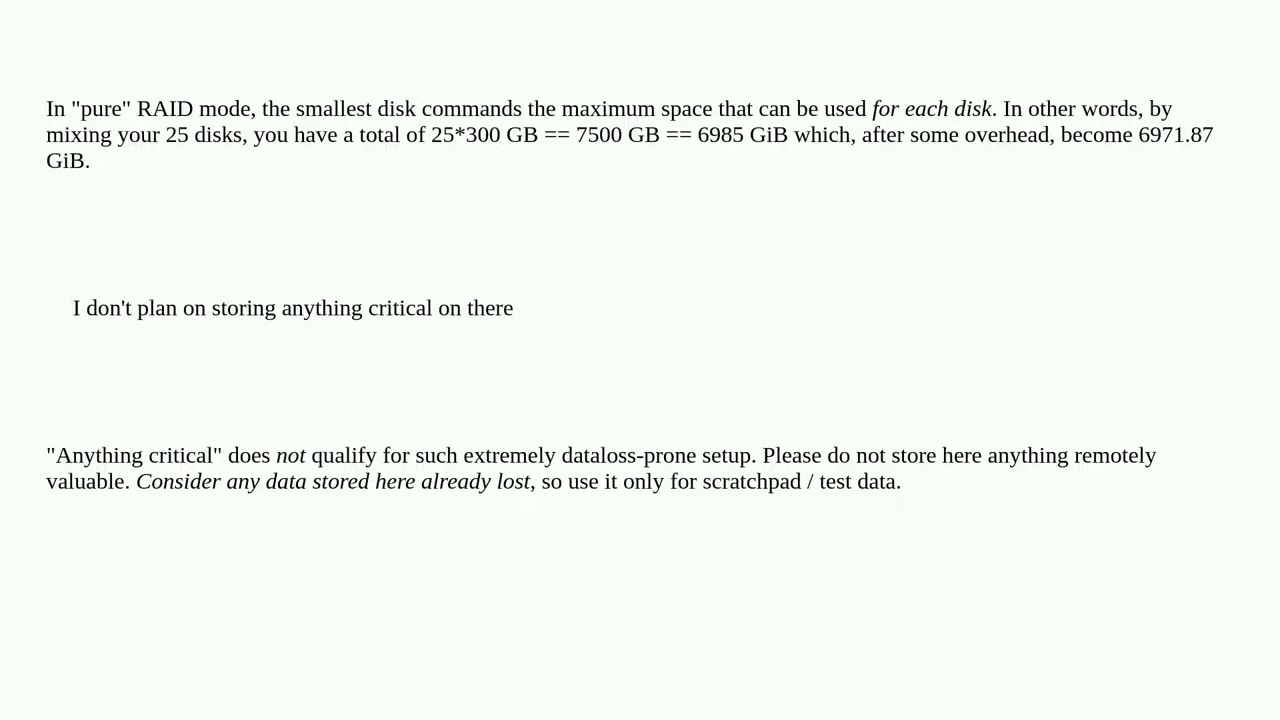 In "pure" RAID mode, the smallest disk commands the maximum space that can be used for each disk. In other words, by
mixing your 25 disks, you have a total of 25*300 GB == 7500 GB == 6985 GiB which, after some overhead, become 6971.87
GiB.
I don't plan on storing anything critical on there
"Anything critical" does not qualify for such extremely dataloss-prone setup. Please do not store here anything remotely
valuable. Consider any data stored here already lost, so use it only for scratchpad / test data.